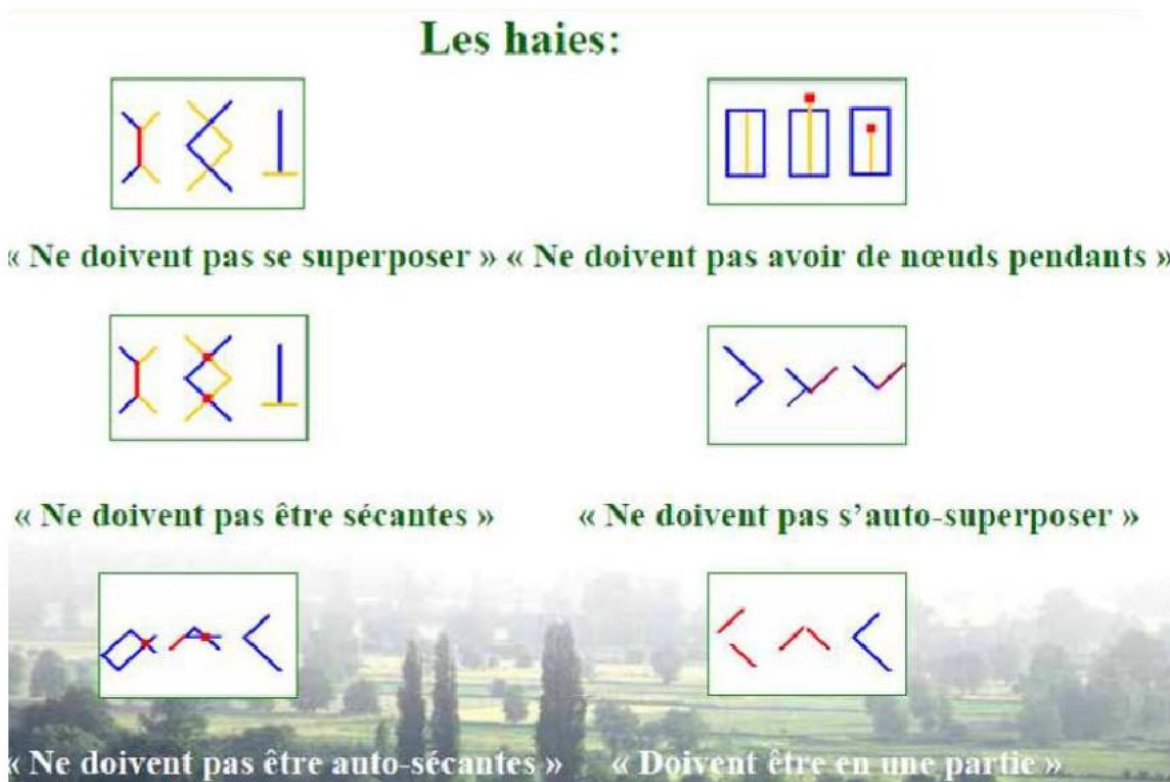 Les haies:
« Ne doivent pas se superposer » « Ne doivent pas avoir de nœuds pendants »
« Ne doivent pas être sécantes » « Ne doivent pas s’auto-superposer »
« Ne doivent pas être auto-sécantes » « Doivent être en une partie »